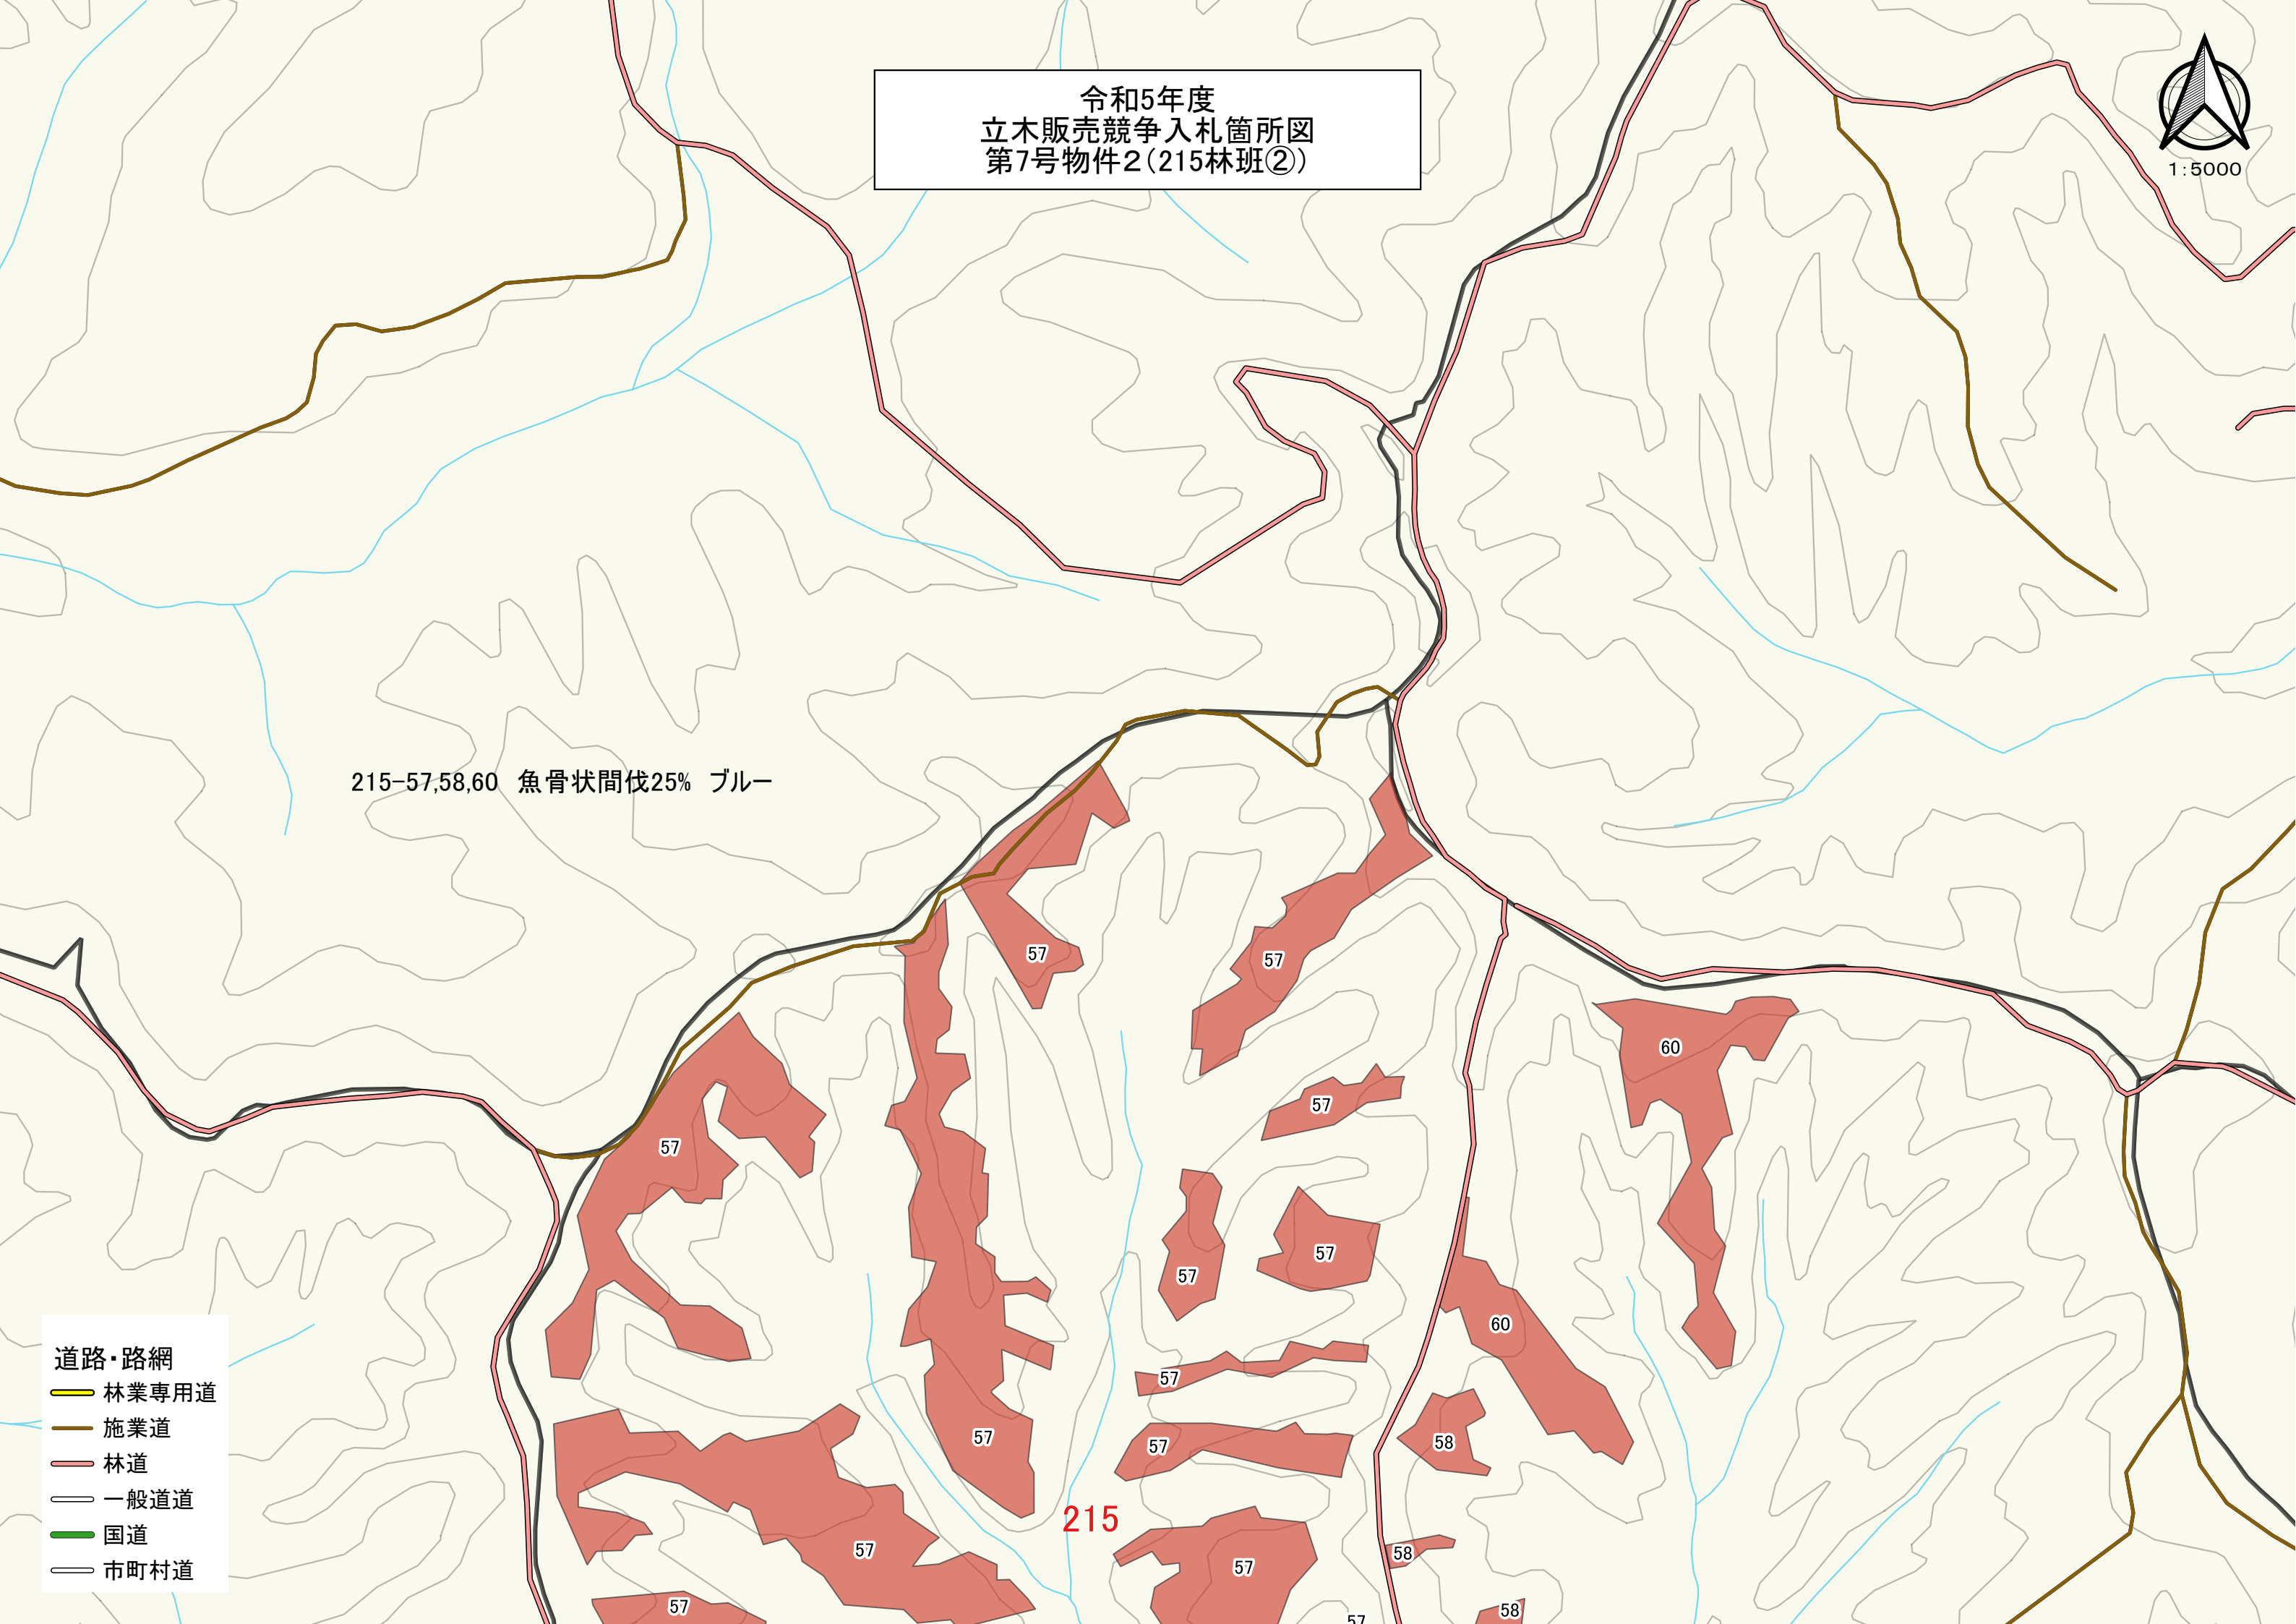 令和5年度
立木販売競争入札箇所図
第7号物件2(215林班②)
1:5000
215-57,58,60 魚骨状間伐25% ブルー
57
57
60
57
57
57
57
60
57
57
57
58
215
57
57
58
57
58
57
道路・路網
林業専用道
施業道
林道
一般道道
国道
市町村道